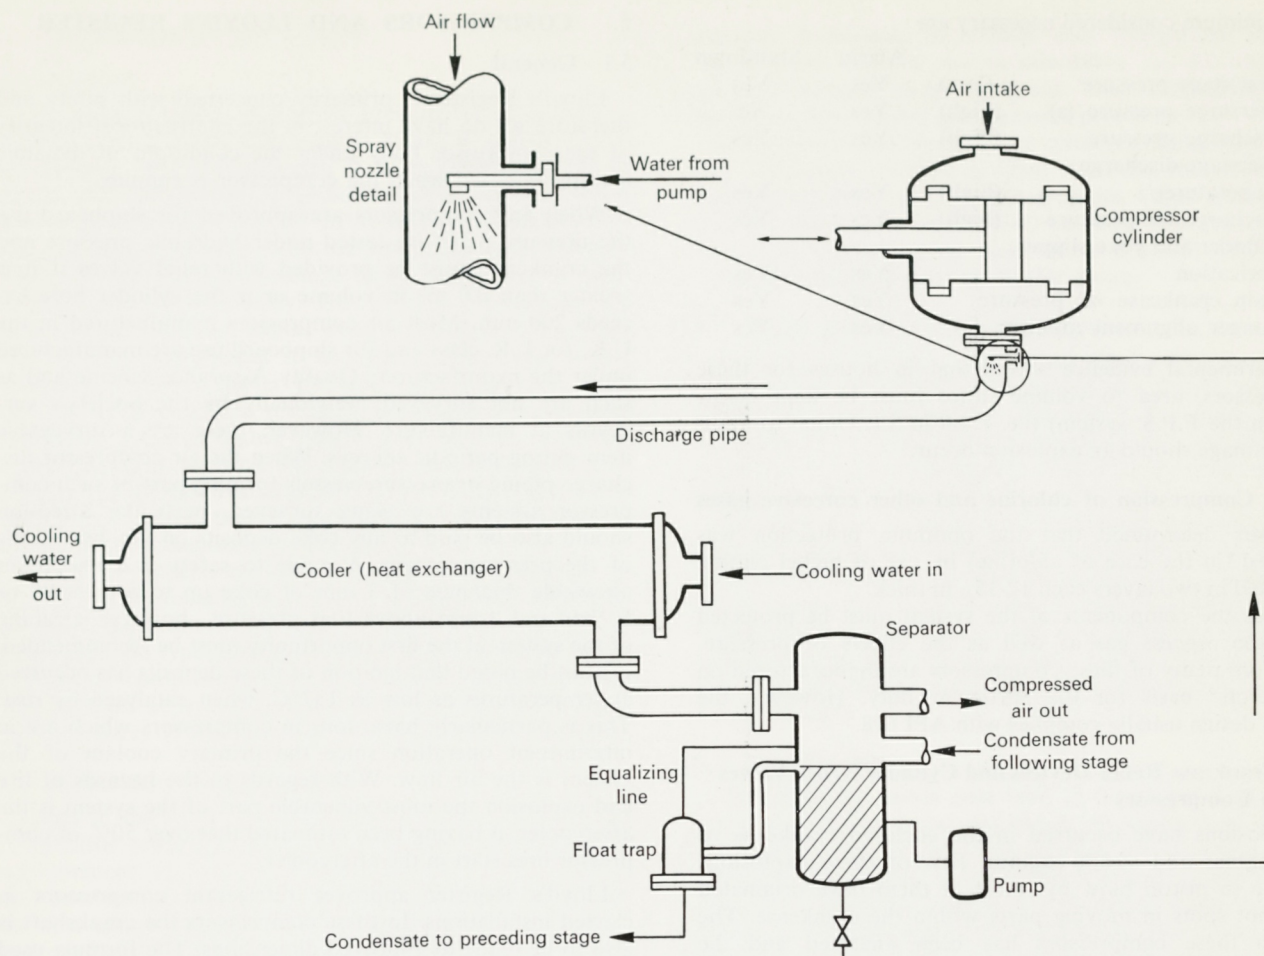 Air flow
Air intake
Spray
nozzle
detail
Water from
pump
Compressor
cylinder
Discharge pipe
Cooling
water
out
Cooler (heat exchanger)
Cooling water in
Separator
Compressed
air out
Condensate from
following stage
Equalizing
line
Float trap
Pump
Condensate to preceding stage